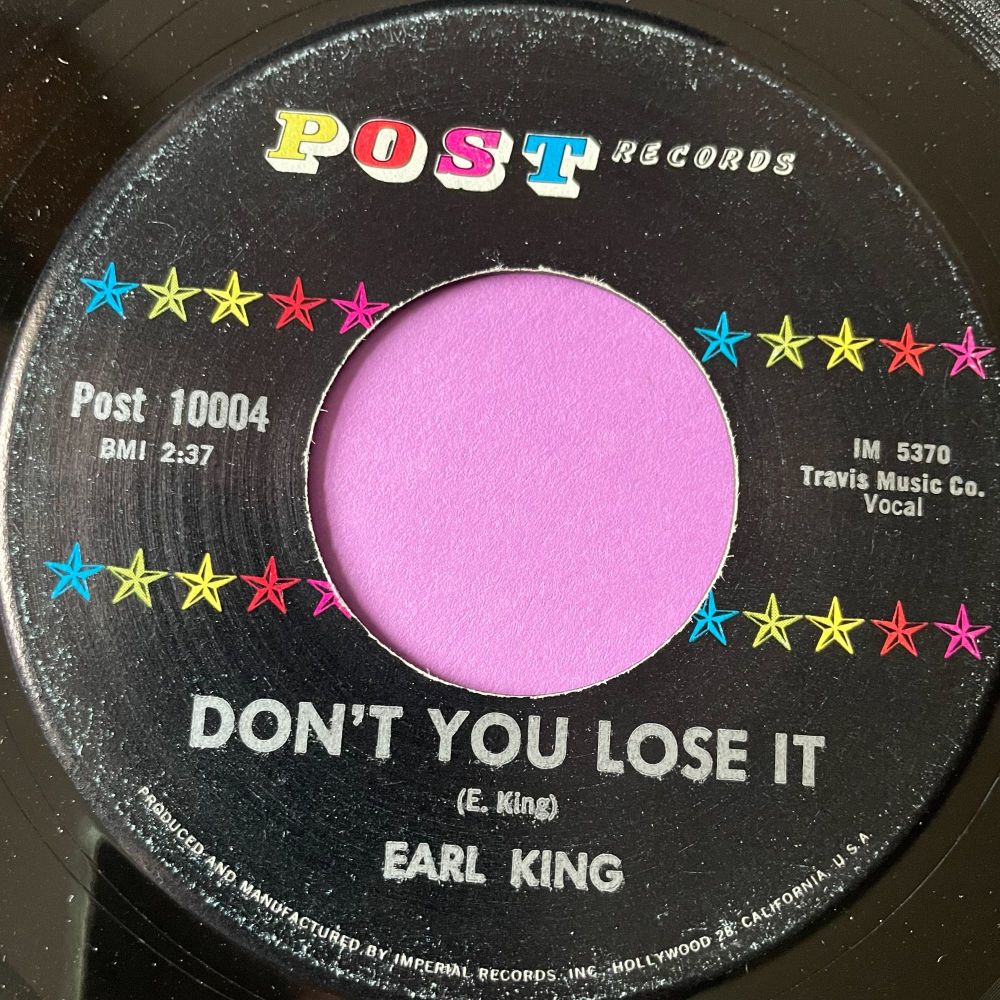 POST RECORDS
Post 10004
BMI 2:37
IM 5370
Travis Music Co.
Vocal
DON'T YOU LOSE IT
(E. King)
EARL KING
PRODUCED AND MANUFACTURED BY IMPERIAL RECORDS, INC. HOLLYWOOD 28, CALIFORNIA, U.S.A.